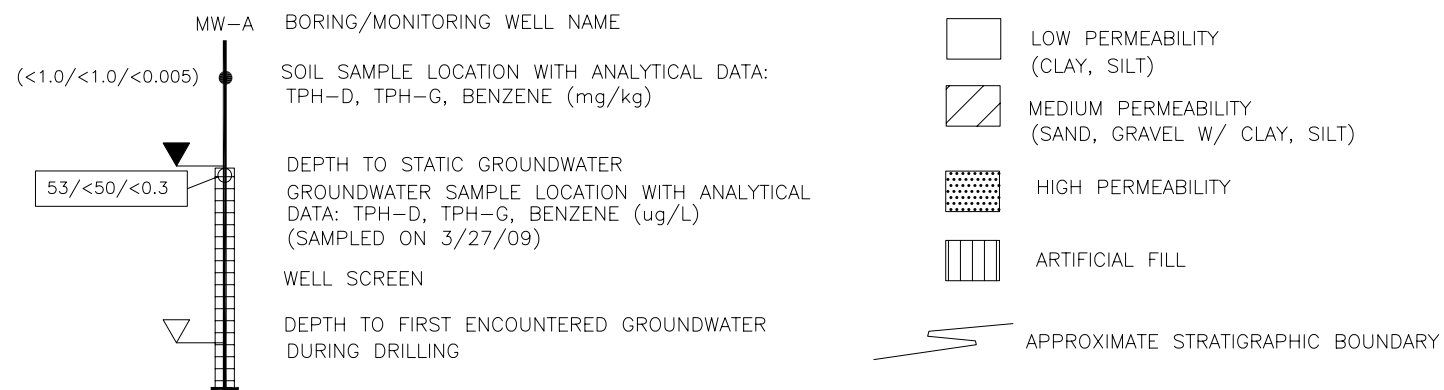 MW-A BORING/MONITORING WELL NAME
(<1.0/<1.0/<0.005)
SOIL SAMPLE LOCATION WITH ANALYTICAL DATA:
TPH-D, TPH-G, BENZENE (mg/kg)
DEPTH TO STATIC GROUNDWATER
53/<50/<0.3
GROUNDWATER SAMPLE LOCATION WITH ANALYTICAL
DATA: TPH-D, TPH-G, BENZENE (ug/L)
(SAMPLED ON 3/27/09)
WELL SCREEN
DEPTH TO FIRST ENCOUNTERED GROUNDWATER
DURING DRILLING
LOW PERMEABILITY
(CLAY, SILT)
MEDIUM PERMEABILITY
(SAND, GRAVEL W/ CLAY, SILT)
HIGH PERMEABILITY
ARTIFICIAL FILL
APPROXIMATE STRATIGRAPHIC BOUNDARY